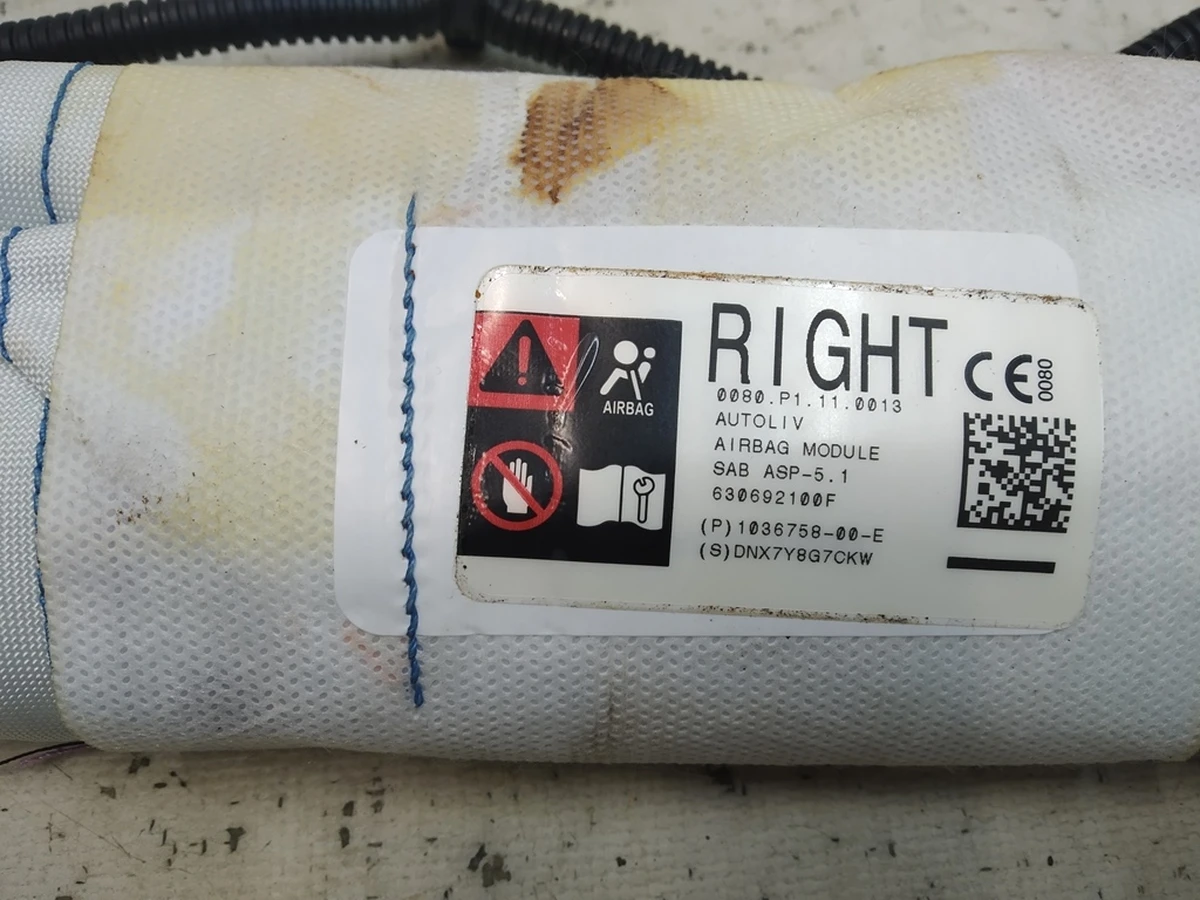 AIRBAG
RIGHT
CE 0080
0080.P1.11.0013
AUTOLIV
AIRBAG MODULE
SAB ASP-5.1
630692100F
(P)1036758-00-E
(S)DNX7Y8G7CKW